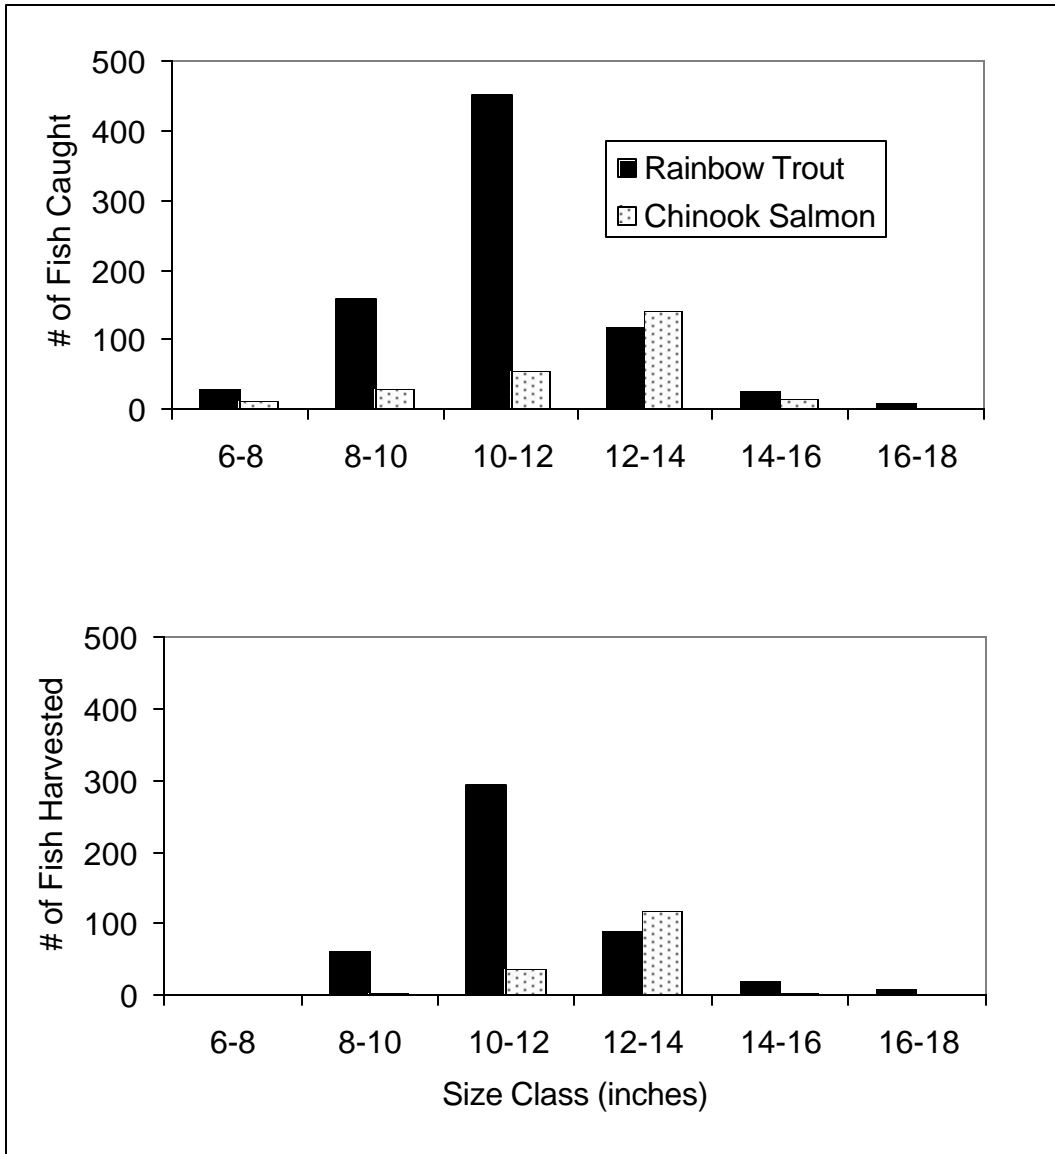 # of Fish Caught
500
400
300
200
100
0
Rainbow Trout
Chinook Salmon
6-8 8-10 10-12 12-14 14-16 16-18
# of Fish Harvested
500
400
300
200
100
0
6-8 8-10 10-12 12-14 14-16 16-18
Size Class (inches)